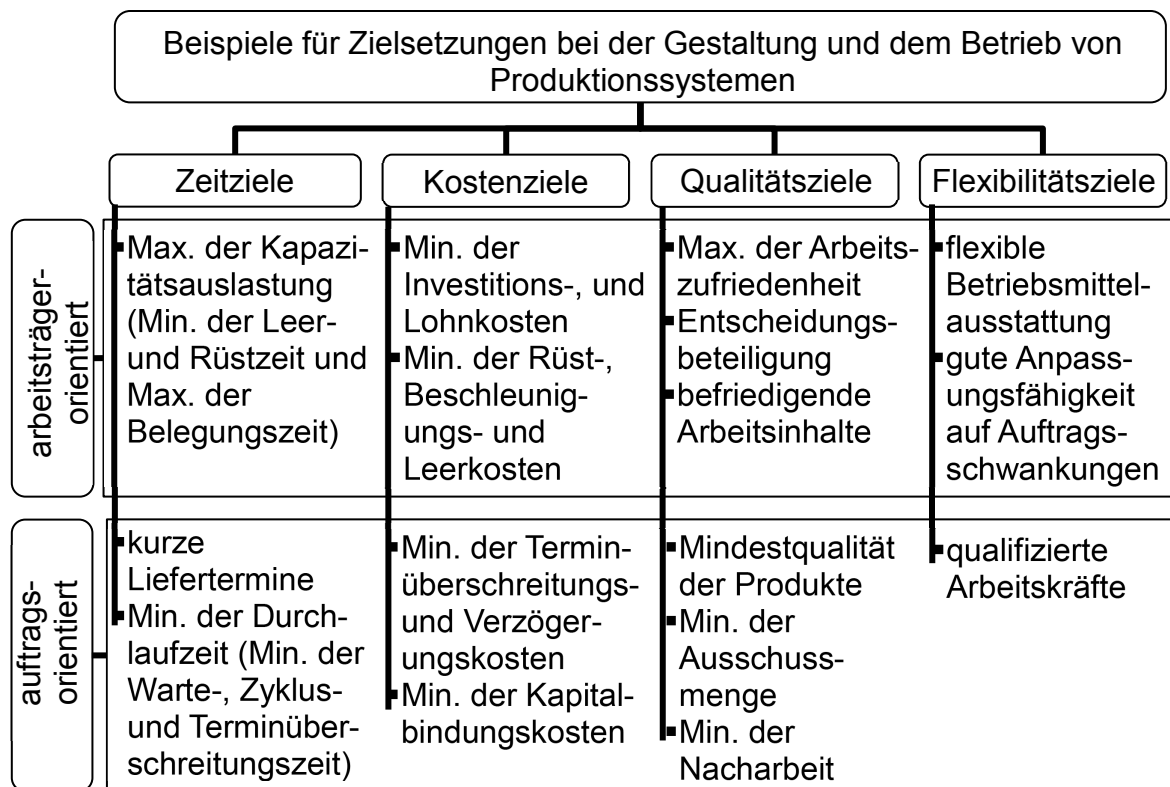 Beispiele für Zielsetzungen bei der Gestaltung und dem Betrieb von
Produktionssystemen
Zeitziele
Kostenziele
Qualitätsziele
Flexibilitätsziele
arbeitsträger-
orientiert
Max. der Kapazi-
tätsauslastung
(Min. der Leer-
und Rüstzeit und
Max. der
Belegungszeit)
Min. der
Investitions-, und
Lohnkosten
Min. der Rüst-,
Beschleunig-
ungs- und
Leerkosten
Max. der Arbeits-
zufriedenheit
Entscheidungs-
beteiligung
befriedigende
Arbeitsinhalte
flexible
Betriebsmittel-
ausstattung
gute Anpass-
ungsfähigkeit
auf Auftrags-
schwankungen
auftrags-
orientiert
kurze
Liefertermine
Min. der Durch-
laufzeit (Min. der
Warte-, Zyklus-
und Terminüber-
schreitungszeit)
Min. der Termin-
überschreitungs-
und Verzöger-
ungskosten
Min. der Kapital-
bindungskosten
Mindestqualität
der Produkte
Min. der
Ausschuss-
menge
Min. der
Nacharbeit
qualifizierte
Arbeitskräfte